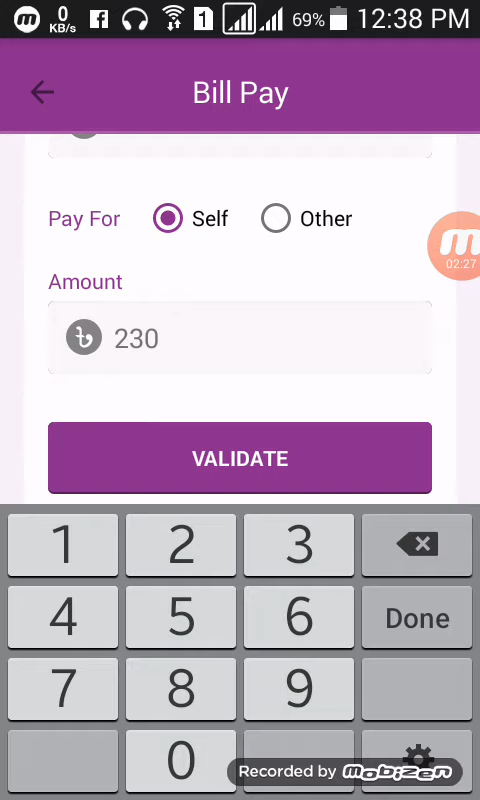 0
KB/s
1
69%
12:38 PM
Bill Pay
Pay For
Self
Other
02:27
Amount
৳ 230
VALIDATE
1 2 3
4 5 6 Done
7 8 9
0
Recorded by mobizen